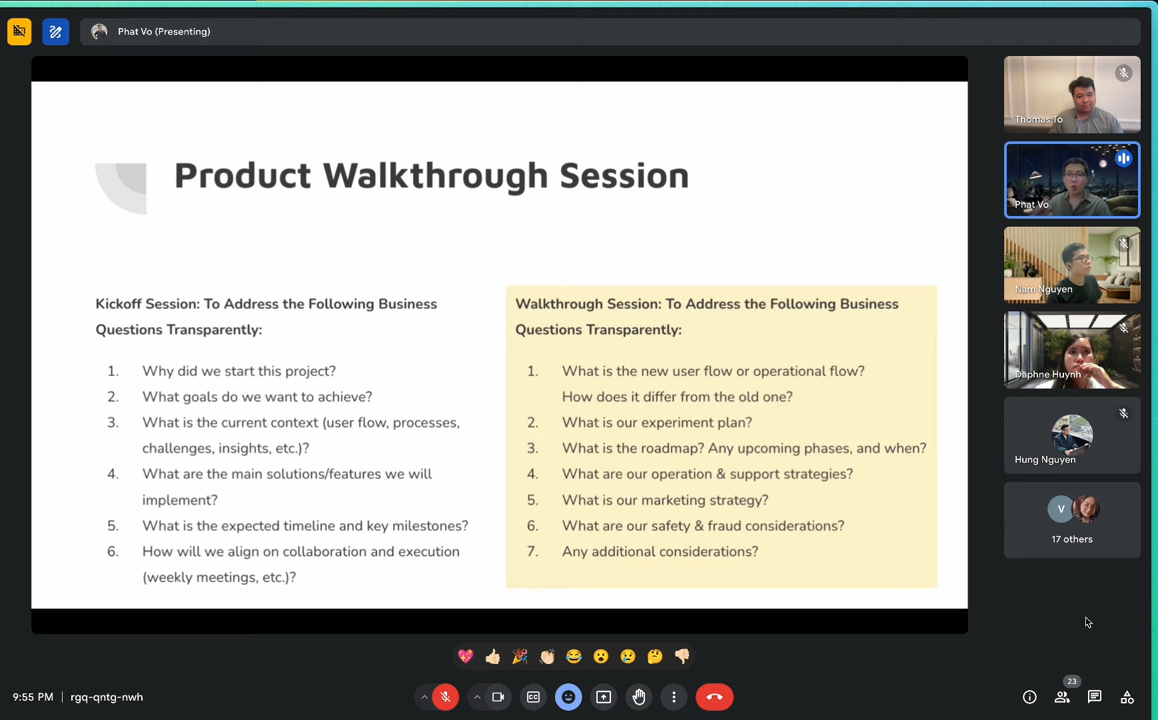 Phat Vo (Presenting)
Product Walkthrough Session
Kickoff Session: To Address the Following Business
Questions Transparently:
1. Why did we start this project?
2. What goals do we want to achieve?
3. What is the current context (user flow, processes,
challenges, insights, etc.)?
4. What are the main solutions/features we will
implement?
5. What is the expected timeline and key milestones?
6. How will we align on collaboration and execution
(weekly meetings, etc.)?
Walkthrough Session: To Address the Following Business
Questions Transparently:
1. What is the new user flow or operational flow?
How does it differ from the old one?
2. What is our experiment plan?
3. What is the roadmap? Any upcoming phases, and when?
4. What are our operation & support strategies?
5. What is our marketing strategy?
6. What are our safety & fraud considerations?
7. Any additional considerations?
Thomas To
Phat Vo
Nam Nguyen
Daphne Huynh
Hung Nguyen
V
17 others
9:55 PM
rgq-qntg-nwh
CC
23